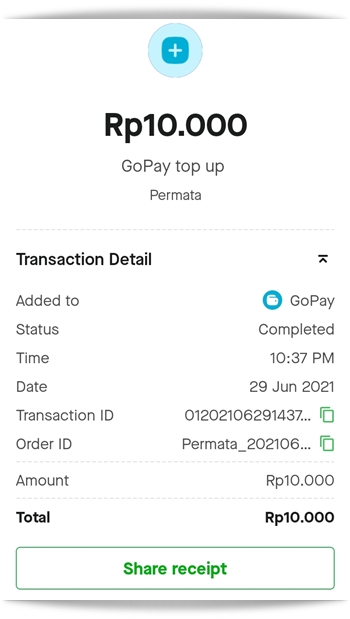 Rp10.000
GoPay top up
Permata
Transaction Detail
Added to GoPay
Status Completed
Time 10:37 PM
Date 29 Jun 2021
Transaction ID 01202106291437...
Order ID Permata_202106...
Amount Rp10.000
Total Rp10.000
Share receipt